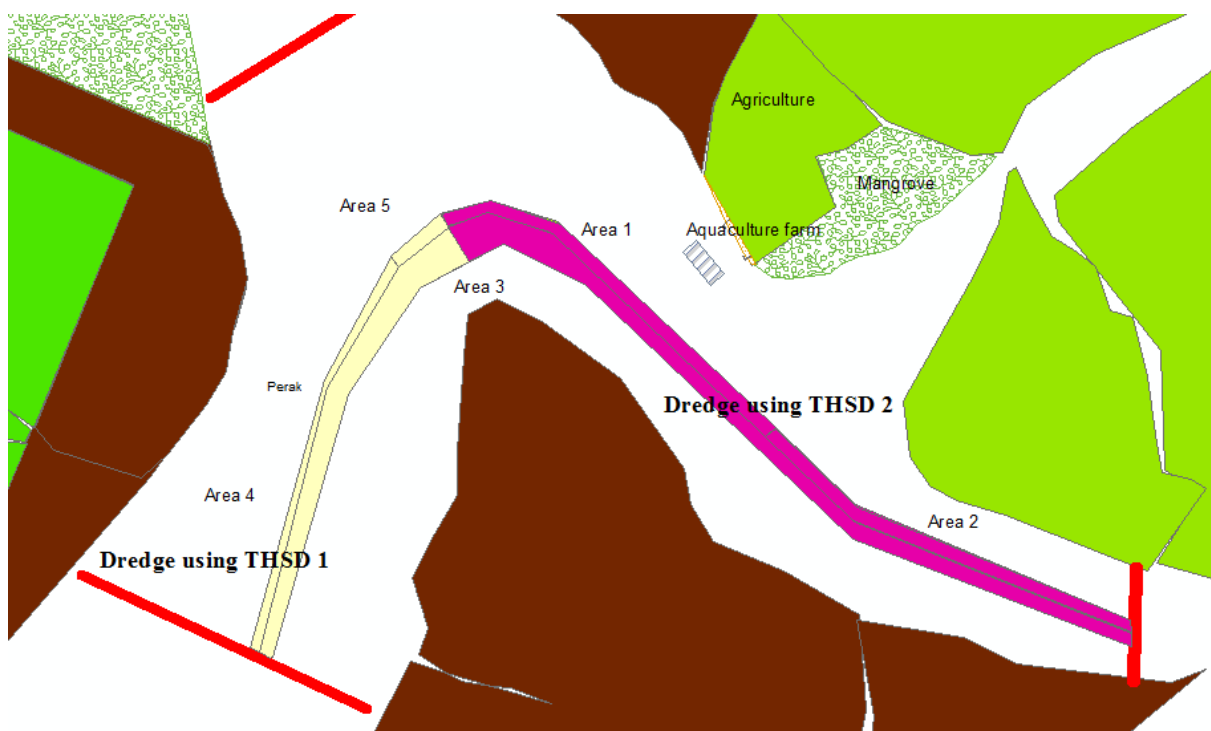 Agriculture
Mangrove
Area 5
Area 1
Aquaculture farm
Area 3
Perak
Dredge using THSD 2
Area 4
Area 2
Dredge using THSD 1